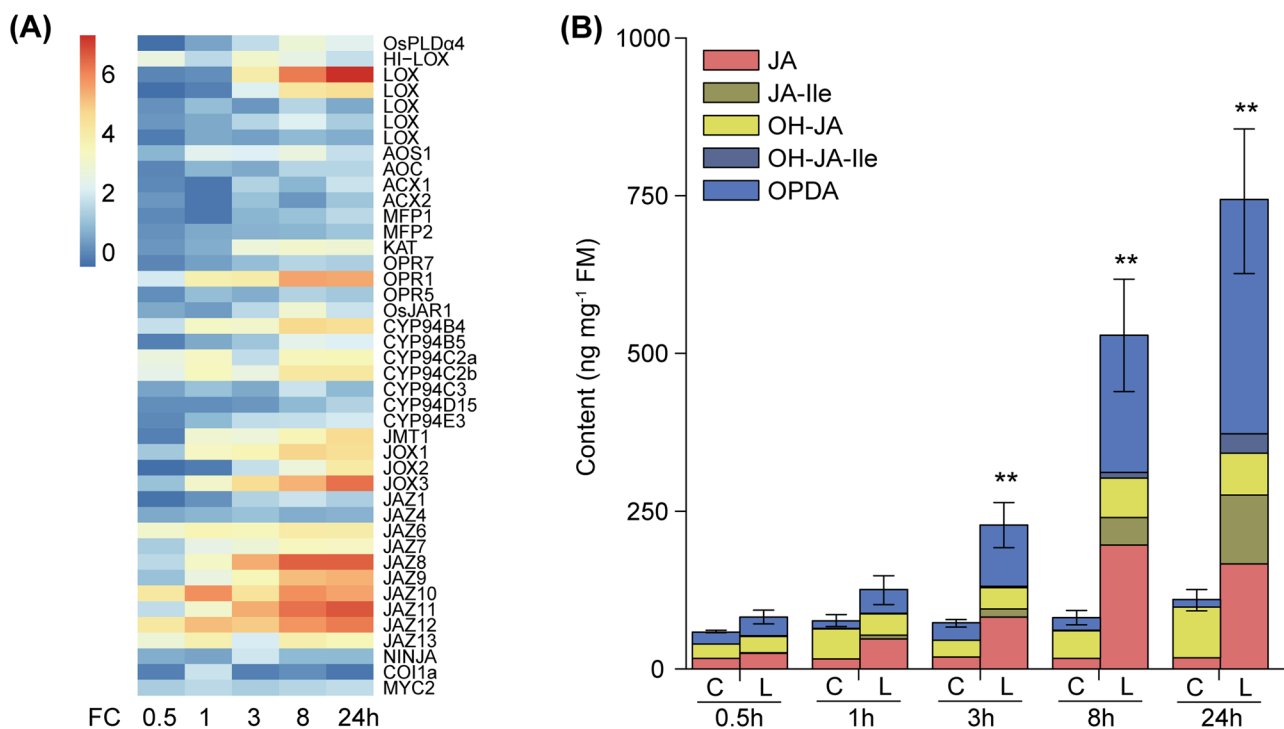 (A)
6
4
2
0
OsPLDα4
HI−LOX
LOX
LOX
LOX
LOX
LOX
AOS1
AOC
ACX1
ACX2
MFP1
MFP2
KAT
OPR7
OPR1
OPR5
OsJAR1
CYP94B4
CYP94B5
CYP94C2a
CYP94C2b
CYP94C3
CYP94D15
CYP94E3
JMT1
JOX1
JOX2
JOX3
JAZ1
JAZ4
JAZ6
JAZ7
JAZ8
JAZ9
JAZ10
JAZ11
JAZ12
JAZ13
NINJA
COI1a
MYC2
FC 0.5 1 3 8 24h
(B)
Content (ng mg⁻¹ FM)
1000
750
500
250
0
JA
JA-Ile
OH-JA
OH-JA-Ile
OPDA
**
**
**
C L C L C L C L C L
0.5h 1h 3h 8h 24h